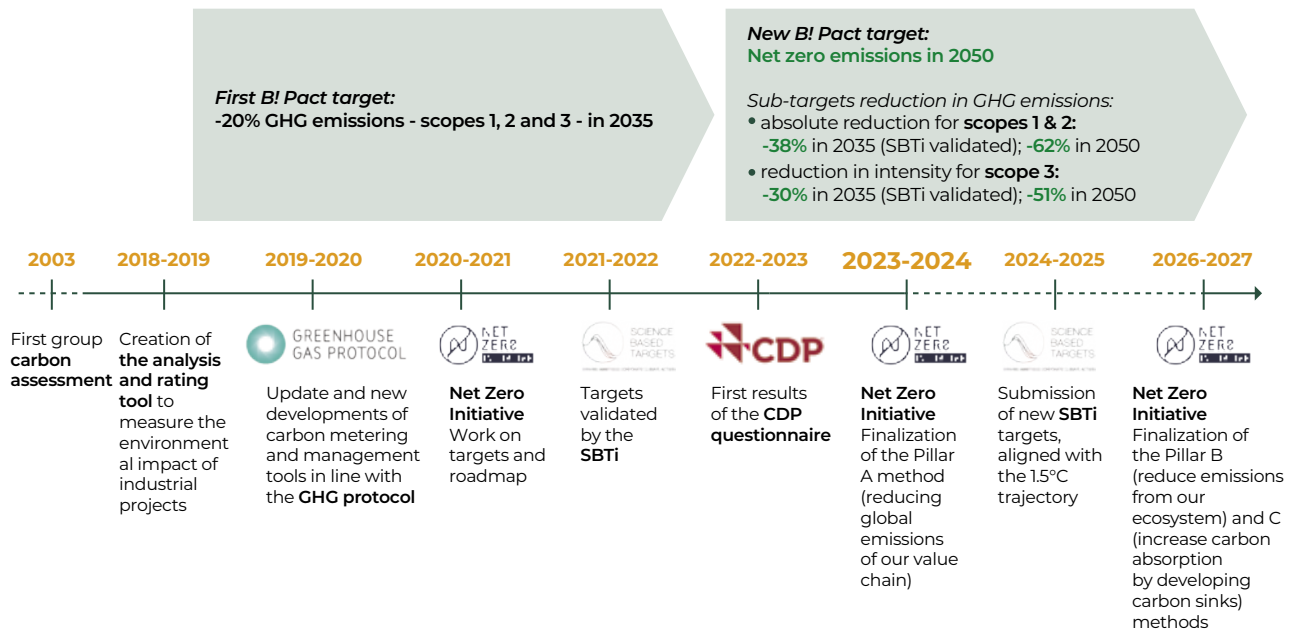 First B! Pact target:
-20% GHG emissions - scopes 1, 2 and 3 - in 2035
New B! Pact target:
Net zero emissions in 2050
Sub-targets reduction in GHG emissions:
• absolute reduction for scopes 1 & 2:
-38% in 2035 (SBTi validated); -62% in 2050
• reduction in intensity for scope 3:
-30% in 2035 (SBTi validated); -51% in 2050
2003
2018-2019
2019-2020
2020-2021
2021-2022
2022-2023
2023-2024
2024-2025
2026-2027
First group
carbon
assessment
Creation of
the analysis
and rating
tool to
measure the
environment
al impact of
industrial
projects
GREENHOUSE
GAS PROTOCOL
Update and new
developments of
carbon metering
and management
tools in line with
the GHG protocol
NET
ZERO
Net Zero
Initiative
Work on
targets and
roadmap
SCIENCE
BASED
TARGETS
Targets
validated
by the
SBTi
CDP
First results
of the CDP
questionnaire
NET
ZERO
Net Zero
Initiative
Finalization
of the Pillar
A method
(reducing
global
emissions
of our value
chain)
SCIENCE
BASED
TARGETS
Submission
of new SBTi
targets,
aligned with
the 1.5°C
trajectory
NET
ZERO
Net Zero
Initiative
Finalization of
the Pillar B
(reduce emissions
from our
ecosystem) and C
(increase carbon
absorption
by developing
carbon sinks)
methods